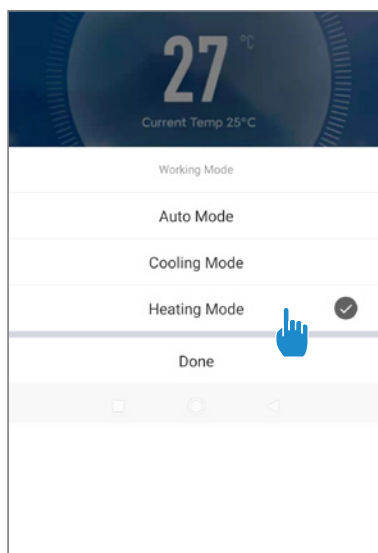 27 °C
Current Temp 25°C
Working Mode
Auto Mode
Cooling Mode
Heating Mode
Done